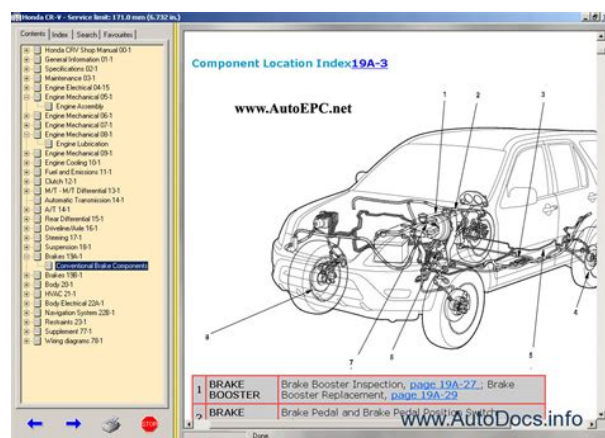 Honda CR-V - Service limit: 171.0 mm (6.732 in.)
Contents Index Search Favourites
Honda CRV Shop Manual 00-1
General Information 01-1
Specifications 02-1
Maintenance 03-1
Engine Electrical 04-15
Engine Mechanical 05-1
Engine Assembly
Engine Mechanical 06-1
Engine Mechanical 07-1
Engine Mechanical 08-1
Engine Lubrication
Engine Mechanical 09-1
Engine Cooling 10-1
Fuel and Emissions 11-1
Clutch 12-1
M/T - M/T Differential 13-1
Automatic Transmission 14-1
A/T 14-1
Rear Differential 15-1
Driveline/Axle 16-1
Steering 17-1
Suspension 18-1
Brakes 19A-1
Conventional Brake Components
Brakes 19B-1
Body 20-1
HVAC 21-1
Body Electrical 22A-1
Navigation System 22B-1
Restraints 23-1
Supplement 77-1
Wiring diagrams 78-1
STOP
Component Location Index19A-3
www.AutoEPC.net
1 2 3
4
5
6
7
8
1 BRAKE BOOSTER Brake Booster Inspection, page 19A-27 ; Brake
Booster Replacement, page 19A-29
2 BRAKE Brake Pedal and Brake Pedal Position Switch
www.AutoDocs.info
Done